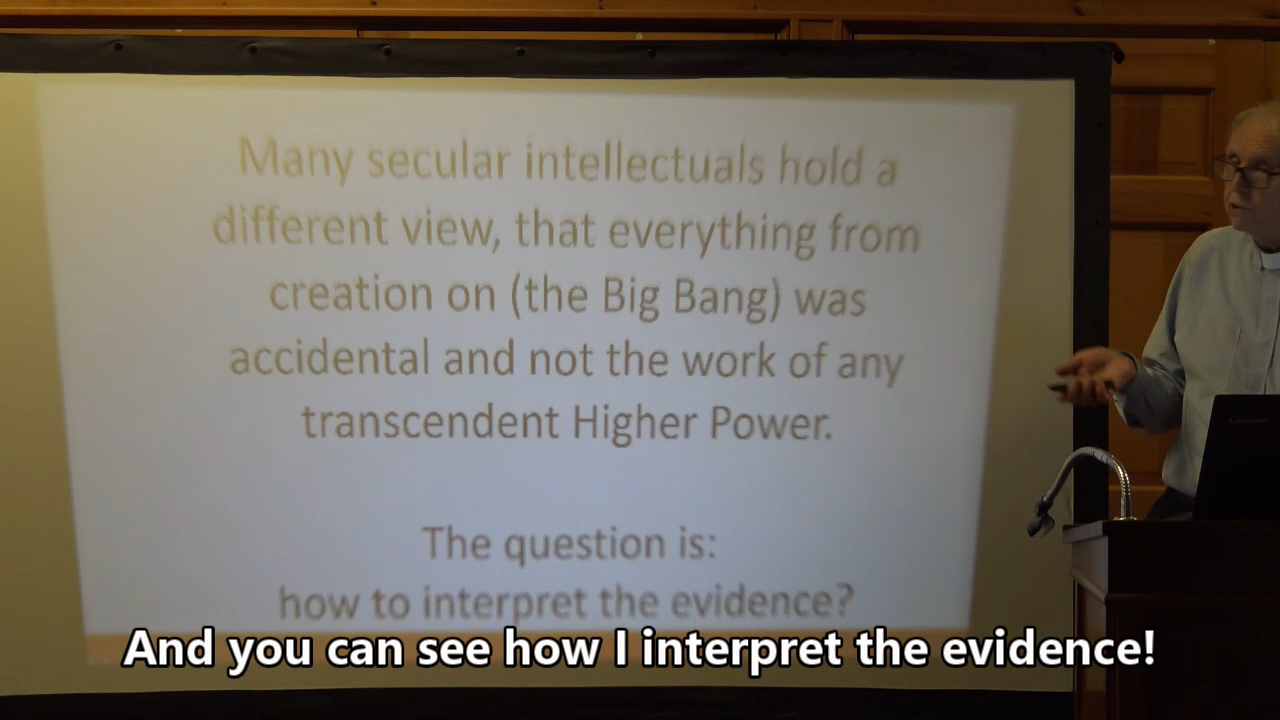 Many secular intellectuals hold a
different view, that everything from
creation on (the Big Bang) was
accidental and not the work of any
transcendent Higher Power.
The question is:
how to interpret the evidence?
And you can see how I interpret the evidence!
Lenovo